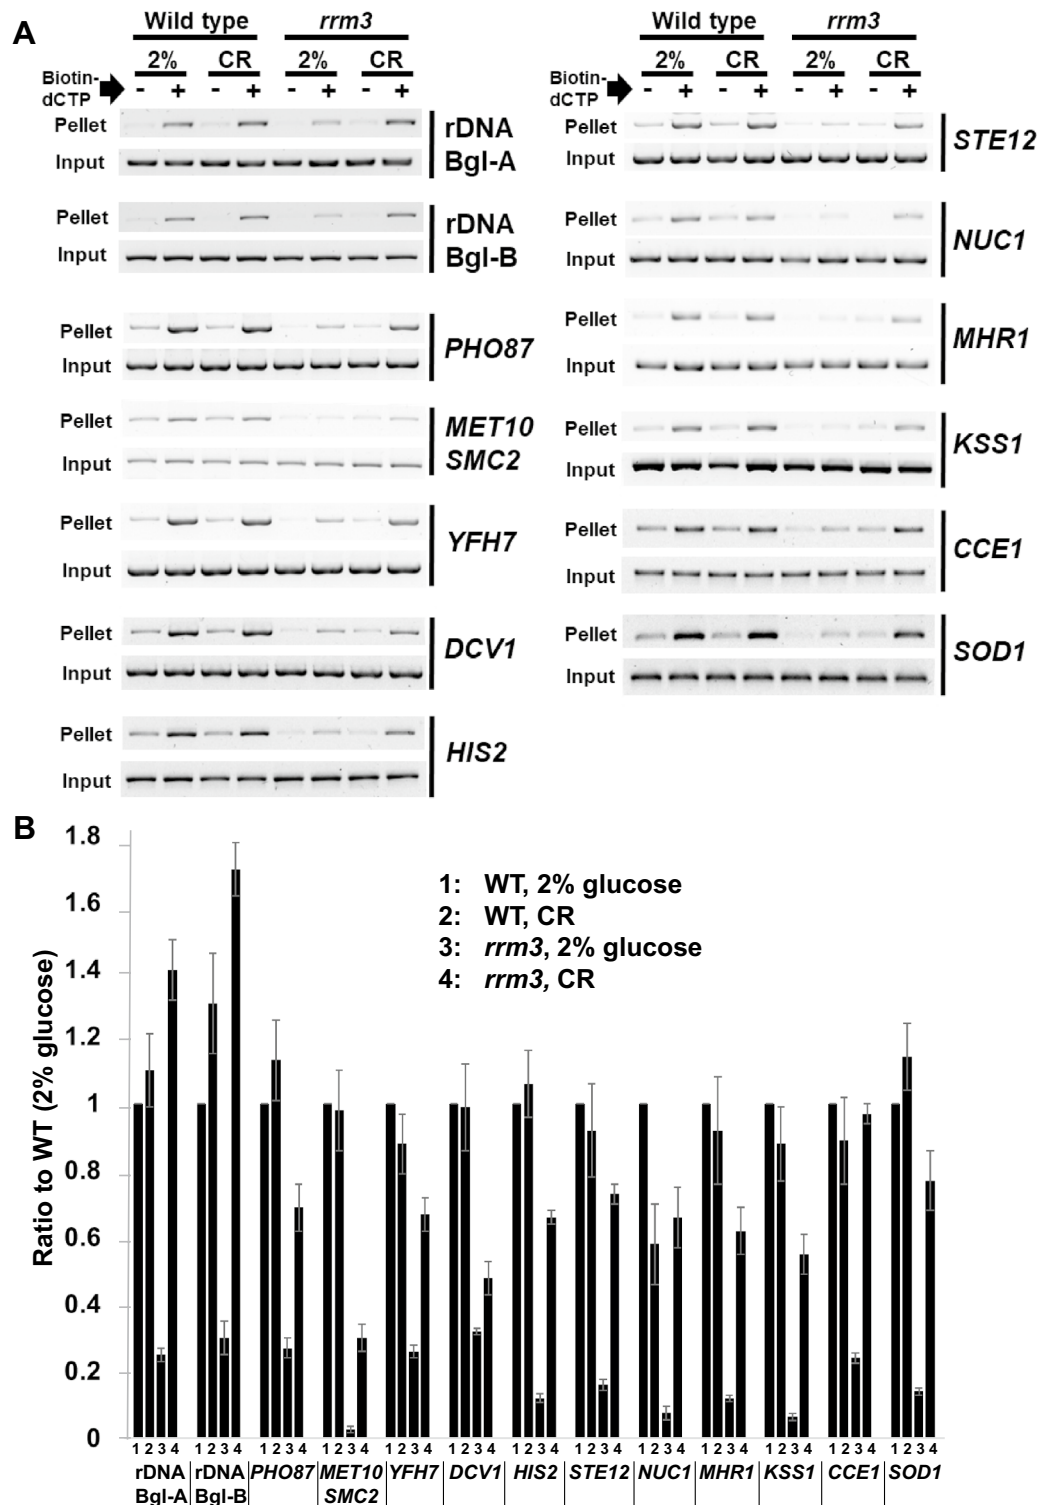 A
Wild type rrm3
2% CR 2% CR
Biotin-
dCTP - + - + - + - +
Pellet
Input
rDNA
Bgl-A
Pellet
Input
rDNA
Bgl-B
Pellet
Input
PHO87
Pellet
Input
MET10
SMC2
Pellet
Input
YFH7
Pellet
Input
DCV1
Pellet
Input
HIS2
Wild type rrm3
2% CR 2% CR
Biotin-
dCTP - + - + - + - +
Pellet
Input
STE12
Pellet
Input
NUC1
Pellet
Input
MHR1
Pellet
Input
KSS1
Pellet
Input
CCE1
Pellet
Input
SOD1
B
Ratio to WT (2% glucose)
1.8
1.6
1.4
1.2
1
0.8
0.6
0.4
0.2
0
1: WT, 2% glucose
2: WT, CR
3: rrm3, 2% glucose
4: rrm3, CR
1 2 3 4 1 2 3 4 1 2 3 4 1 2 3 4 1 2 3 4 1 2 3 4 1 2 3 4 1 2 3 4 1 2 3 4 1 2 3 4 1 2 3 4 1 2 3 4 1 2 3 4
rDNA rDNA PHO87 MET10 YFH7 DCV1 HIS2 STE12 NUC1 MHR1 KSS1 CCE1 SOD1
Bgl-A Bgl-B SMC2